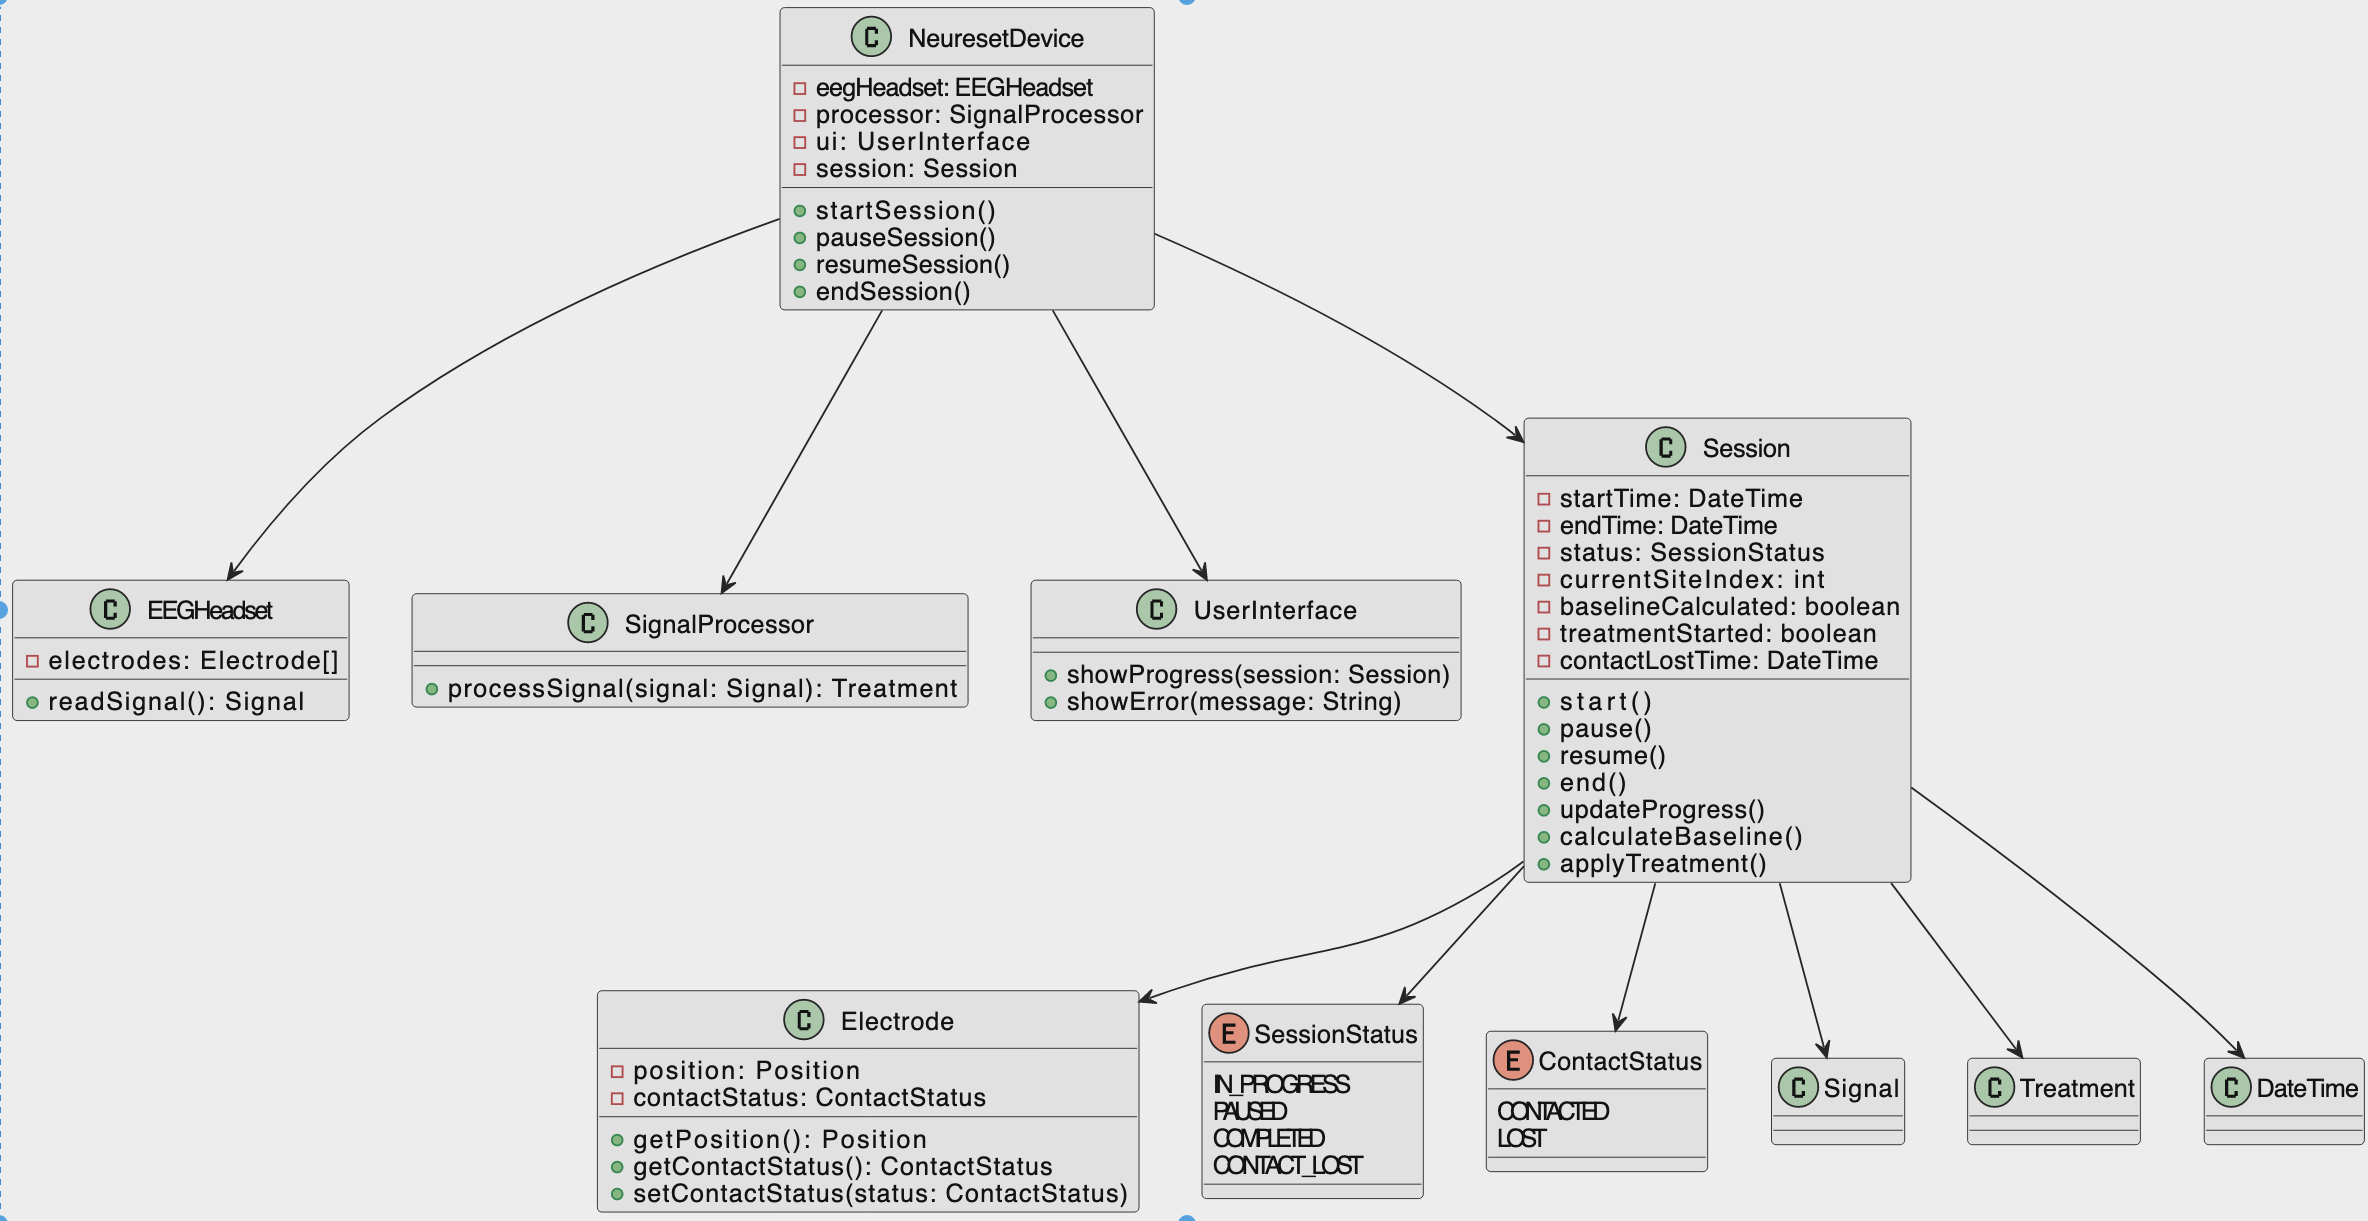 C NeuresetDevice
eegHeadset: EEGHeadset
processor: SignalProcessor
ui: UserInterface
session: Session
startSession()
pauseSession()
resumeSession()
endSession()
C Session
startTime: DateTime
endTime: DateTime
status: SessionStatus
currentSiteIndex: int
baselineCalculated: boolean
treatmentStarted: boolean
contactLostTime: DateTime
start()
pause()
resume()
end()
updateProgress()
calculateBaseline()
applyTreatment()
C EEGHeadset
electrodes: Electrode[]
readSignal(): Signal
C SignalProcessor
processSignal(signal: Signal): Treatment
C UserInterface
showProgress(session: Session)
showError(message: String)
C Electrode
position: Position
contactStatus: ContactStatus
getPosition(): Position
getContactStatus(): ContactStatus
setContactStatus(status: ContactStatus)
E SessionStatus
IN_PROGRESS
PAUSED
COMPLETED
CONTACT_LOST
E ContactStatus
CONTACTED
LOST
C Signal
C Treatment
C DateTime